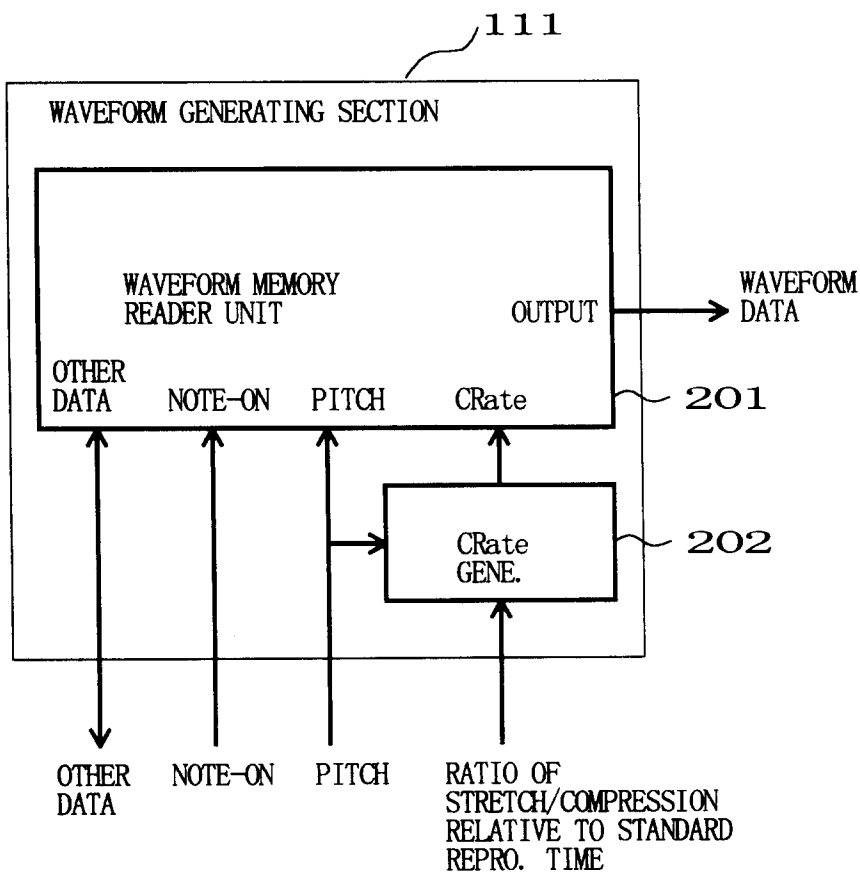 111
WAVEFORM GENERATING SECTION
WAVEFORM MEMORY
READER UNIT
OUTPUT
WAVEFORM
DATA
OTHER
DATA
NOTE-ON
PITCH
CRate
201
CRate
GENE.
202
OTHER
DATA
NOTE-ON
PITCH
RATIO OF
STRETCH/COMPRESSION
RELATIVE TO STANDARD
REPRO. TIME